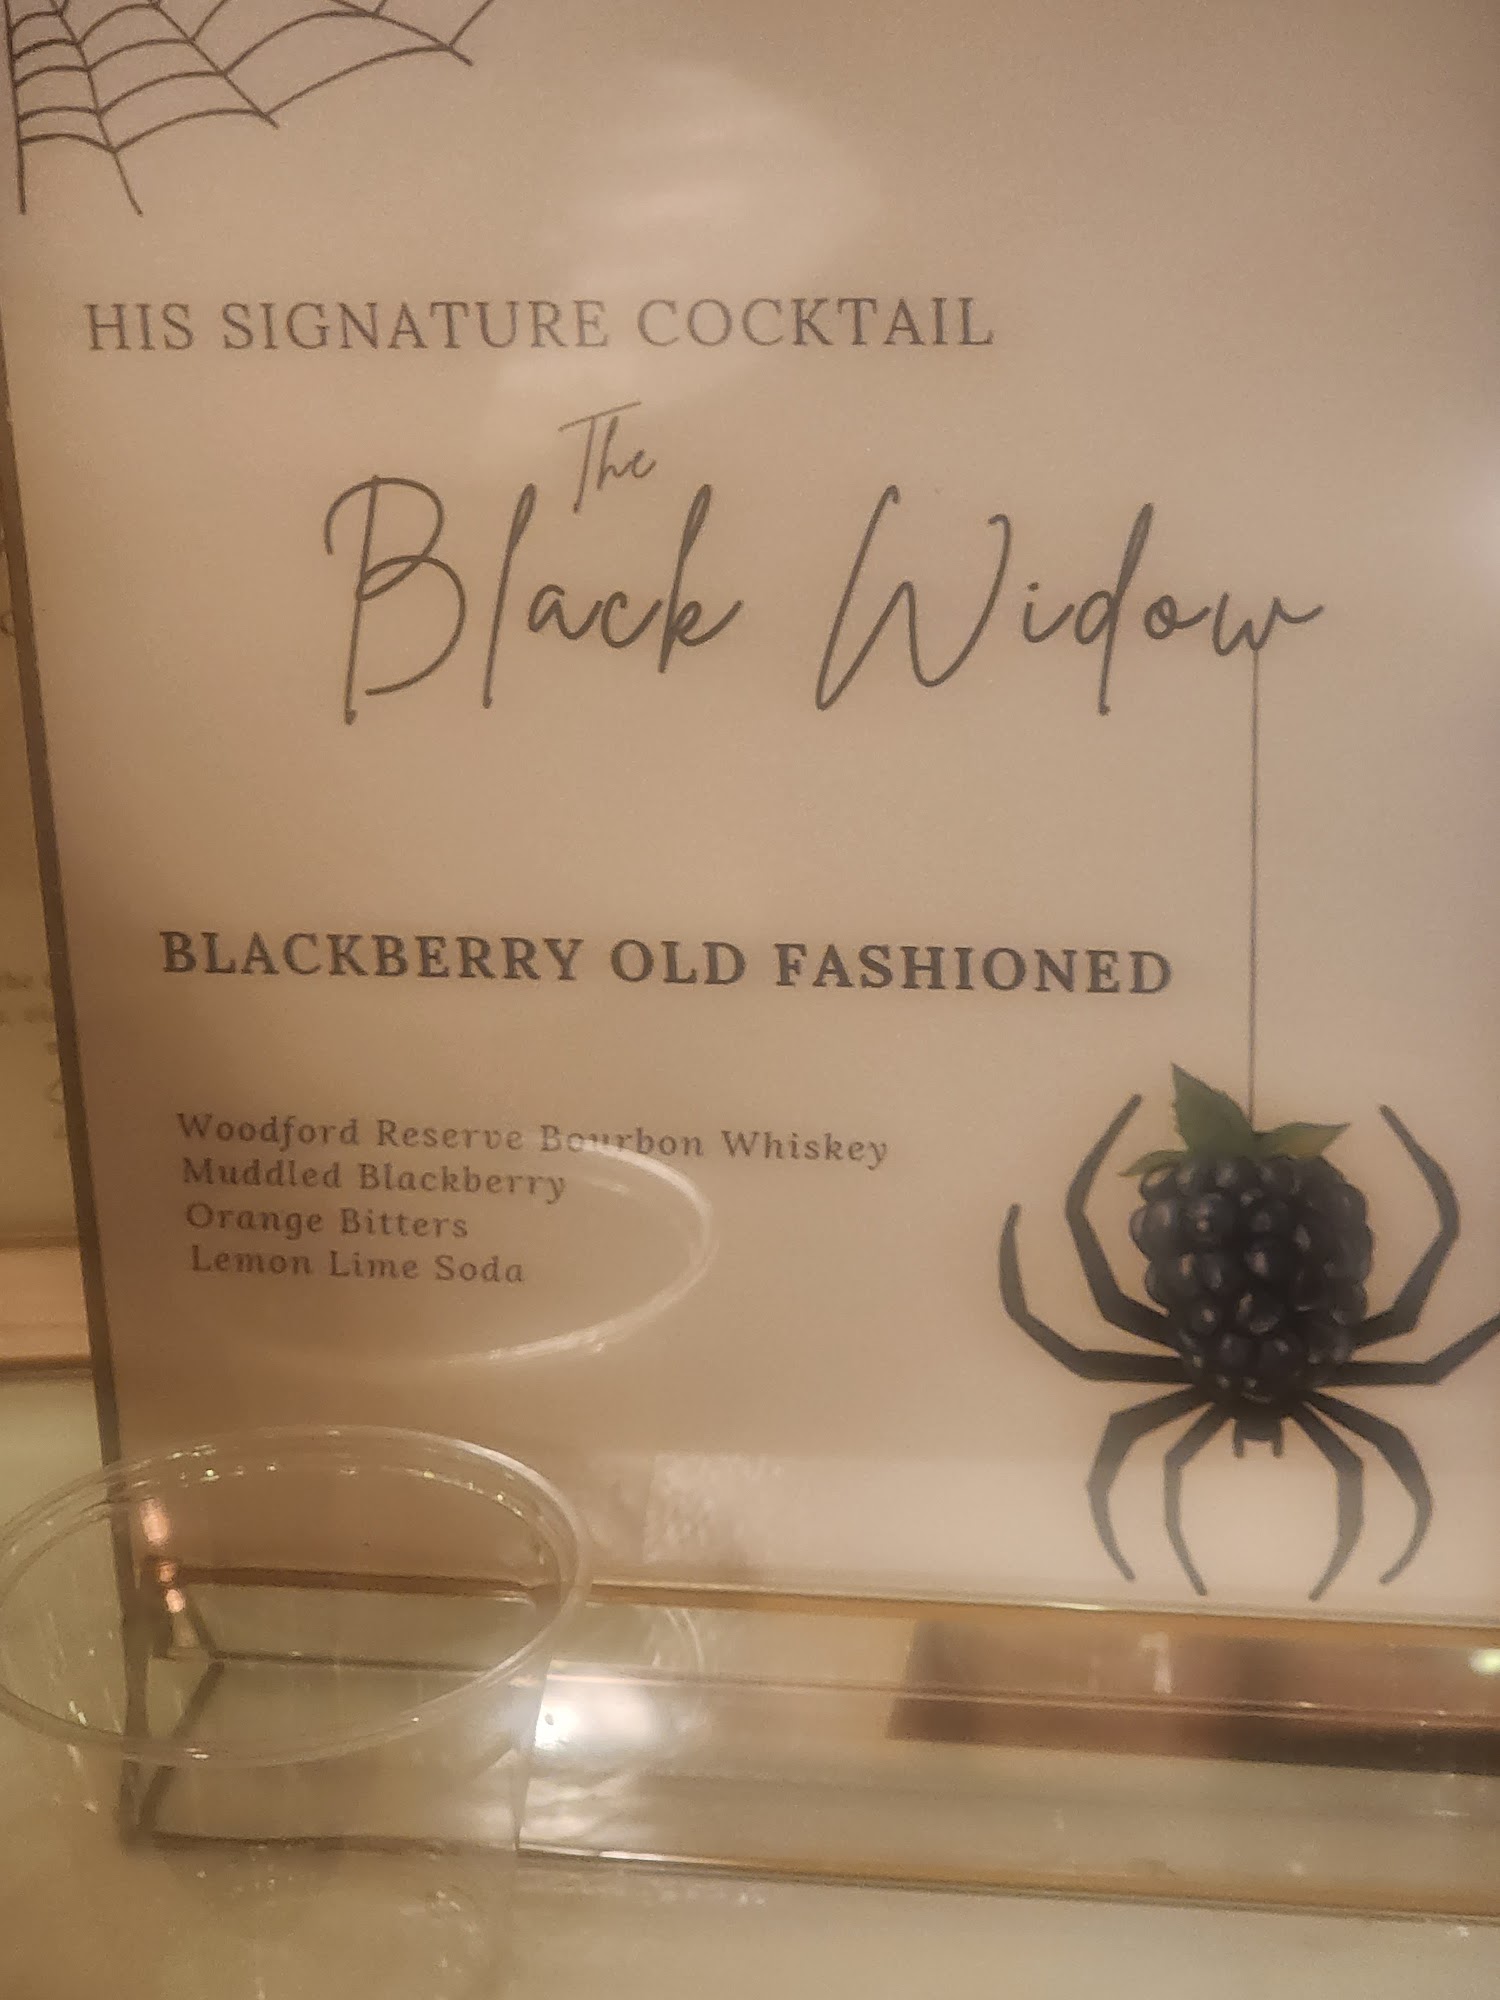 HIS SIGNATURE COCKTAIL
The
Black Widow
BLACKBERRY OLD FASHIONED
Woodford Reserve Bourbon Whiskey
Muddled Blackberry
Orange Bitters
Lemon Lime Soda